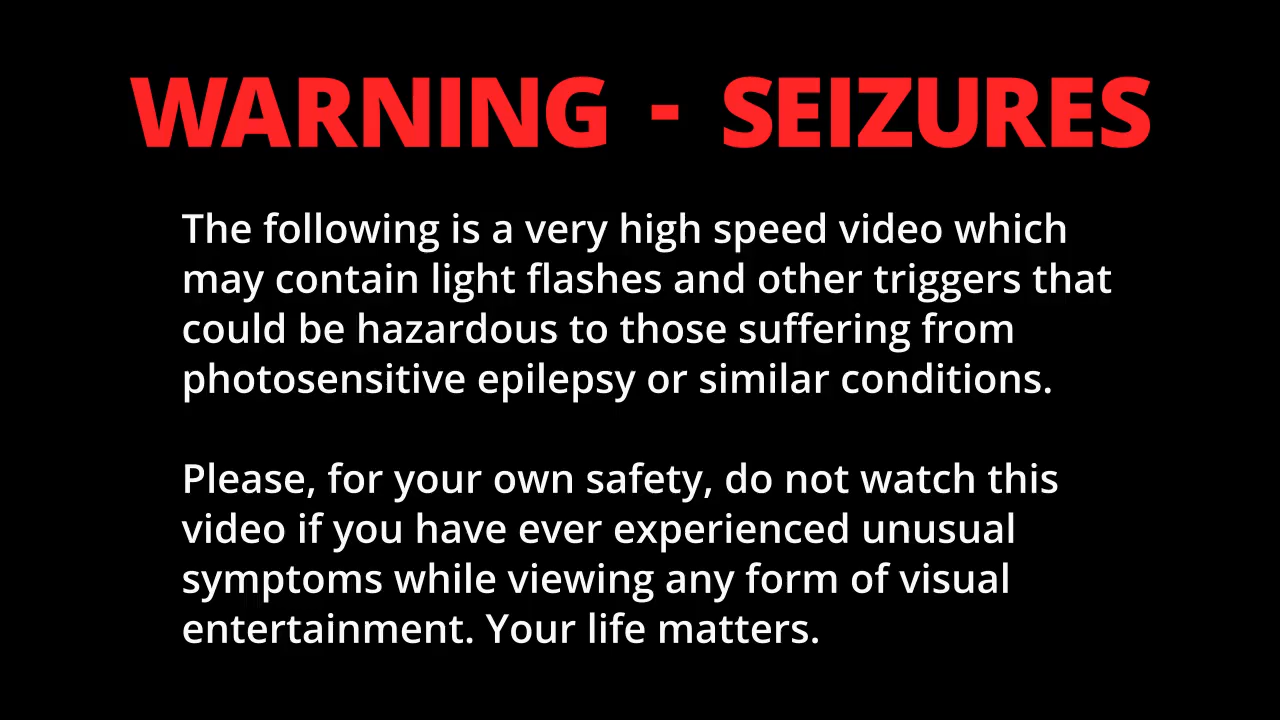 WARNING - SEIZURES
The following is a very high speed video which
may contain light flashes and other triggers that
could be hazardous to those suffering from
photosensitive epilepsy or similar conditions.
Please, for your own safety, do not watch this
video if you have ever experienced unusual
symptoms while viewing any form of visual
entertainment. Your life matters.